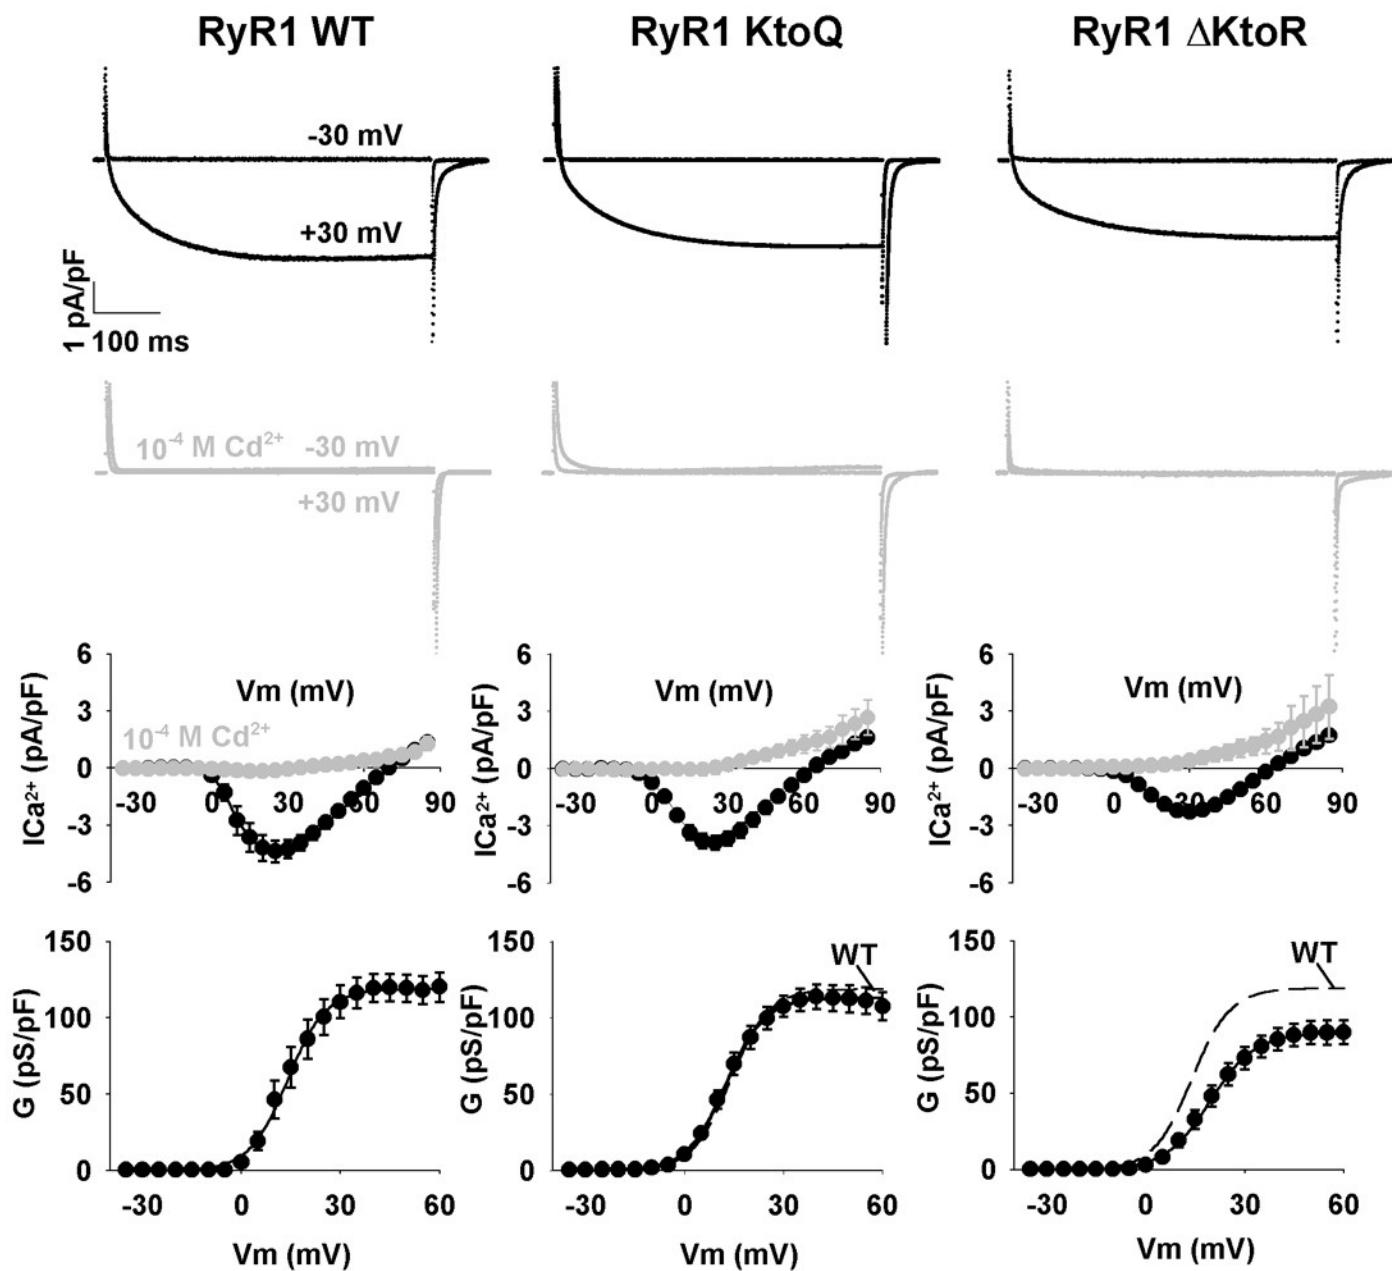 RyR1 WT
RyR1 KtoQ
RyR1 ΔKtoR
-30 mV
+30 mV
1 pA/pF
100 ms
10⁻⁴ M Cd²⁺ -30 mV
+30 mV
ICa²⁺ (pA/pF)
6
3
0
-3
-6
Vm (mV)
10⁻⁴ M Cd²⁺
-30 0 30 60 90
ICa²⁺ (pA/pF)
6
3
0
-3
-6
Vm (mV)
-30 0 30 60 90
ICa²⁺ (pA/pF)
6
3
0
-3
-6
Vm (mV)
-30 0 30 60 90
G (pS/pF)
150
100
50
0
-30 0 30 60
Vm (mV)
G (pS/pF)
150
100
50
0
WT
-30 0 30 60
Vm (mV)
G (pS/pF)
150
100
50
0
WT
-30 0 30 60
Vm (mV)